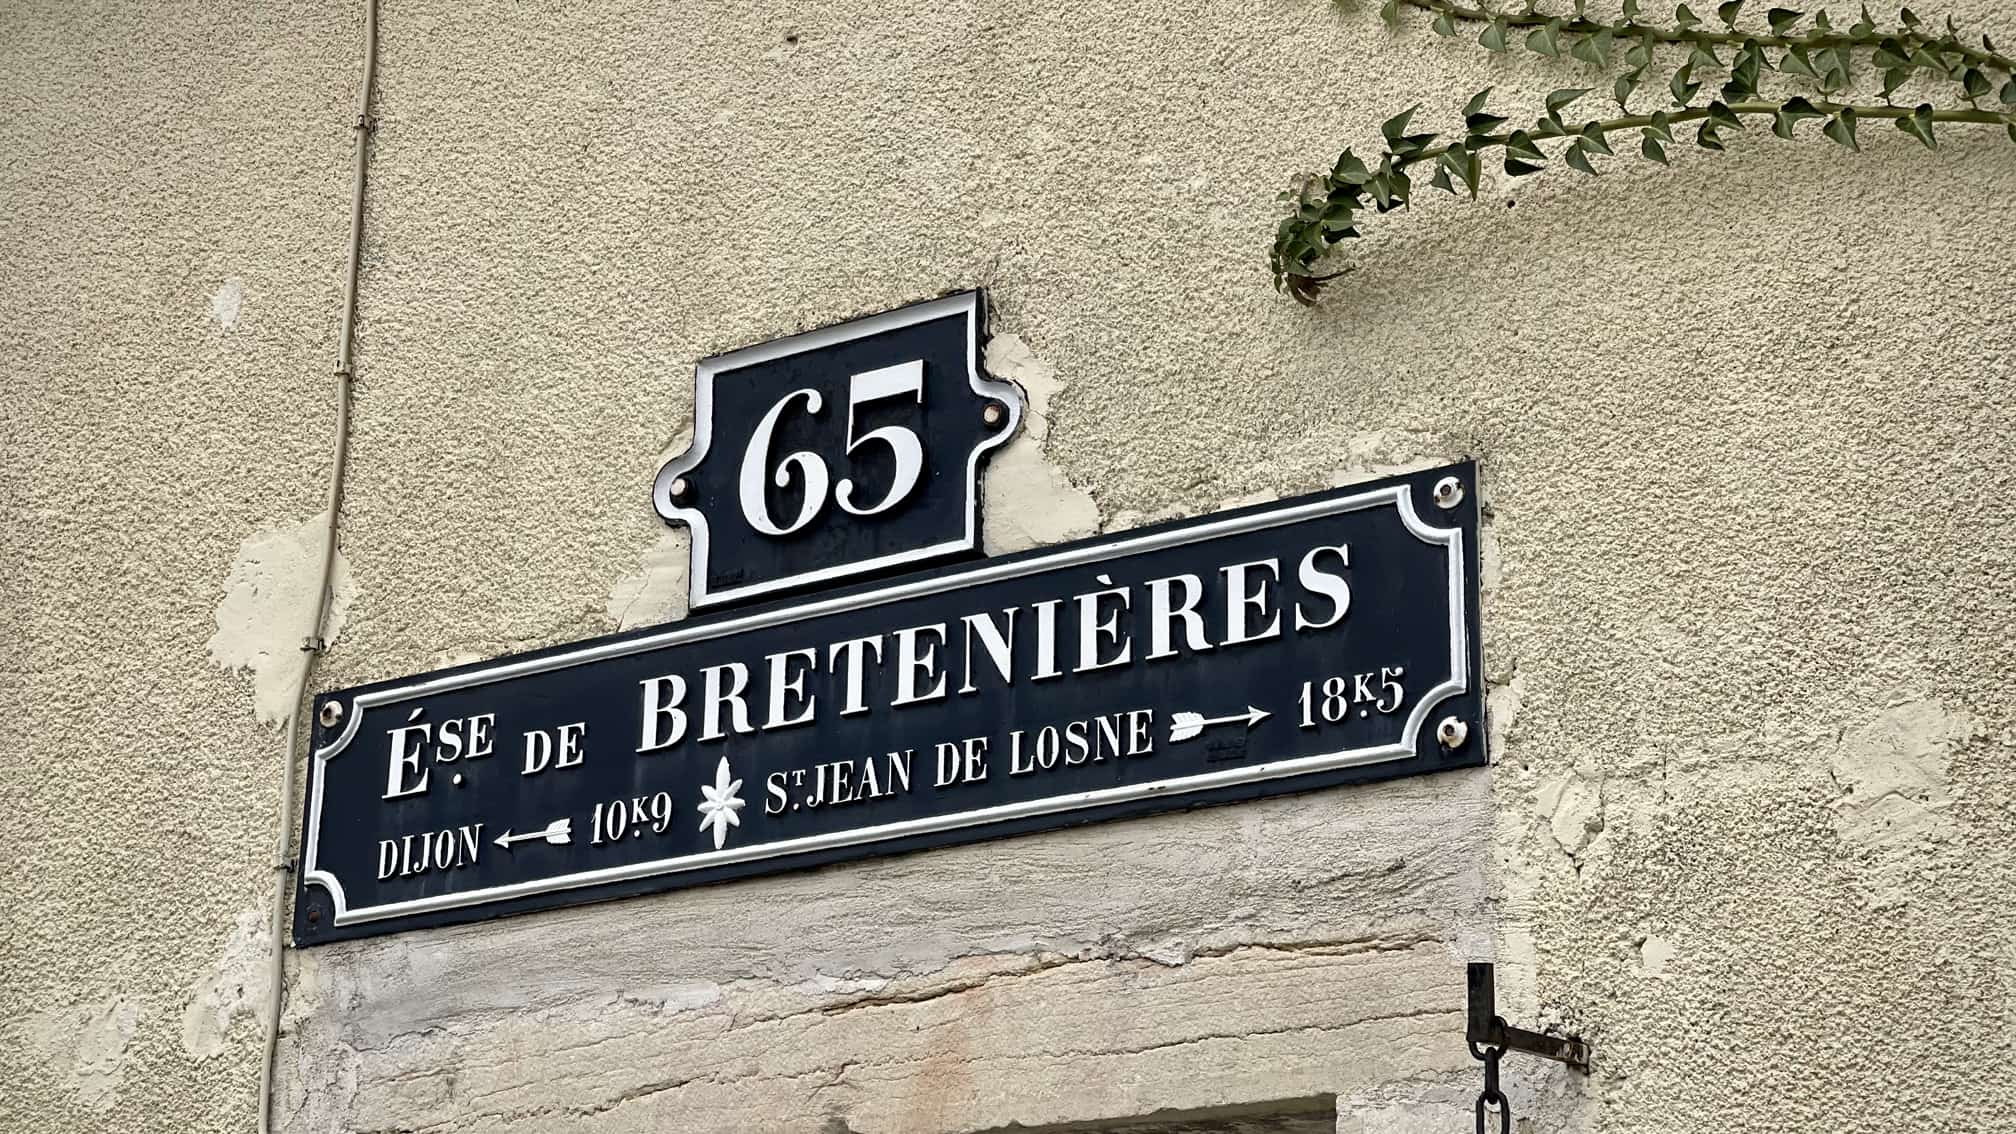 65
ÉSE DE BRETENIÈRES
DIJON ← 10K9 ST JEAN DE LOSNE → 18K5